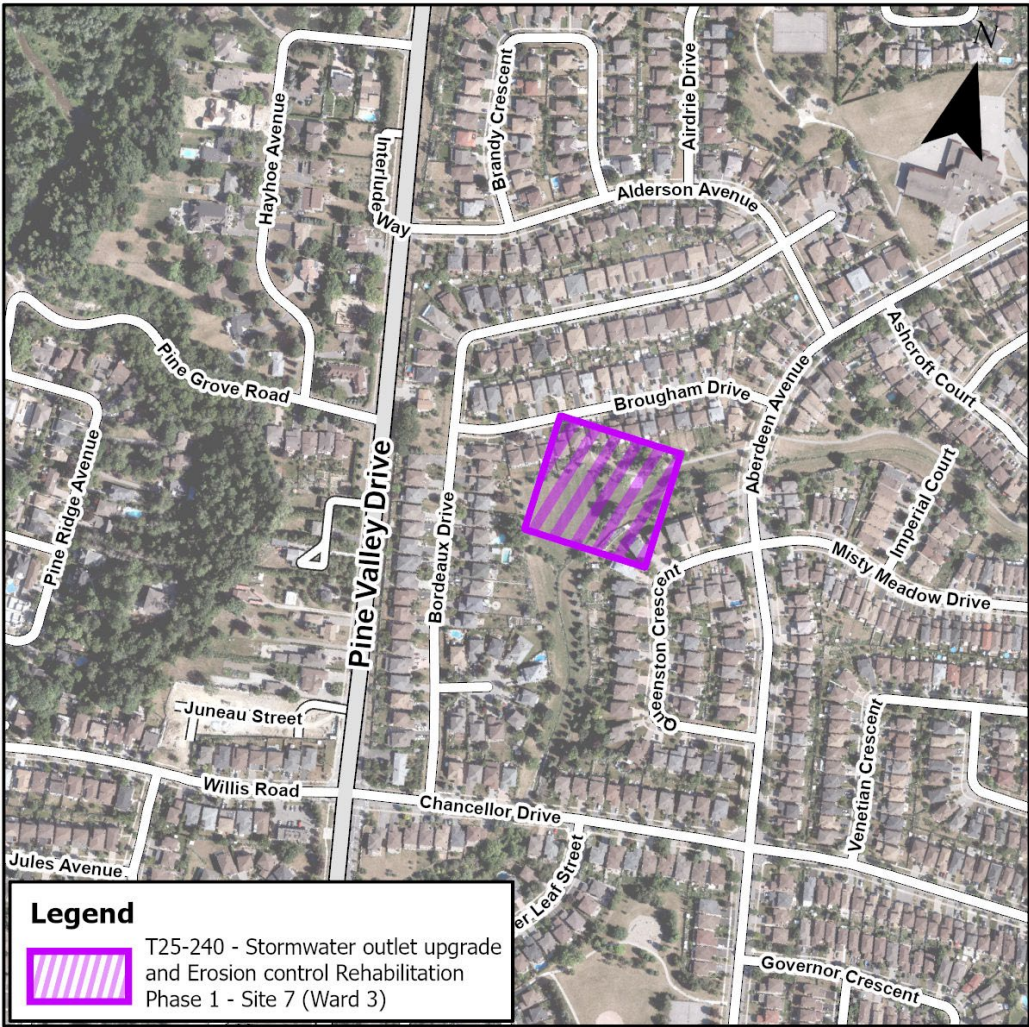 N
Brandy Crescent
Airdrie Drive
Hayhoe Avenue
Interlude
Way
Alderson Avenue
Ashcroft Court
Pine Grove Road
Brougham Drive
Aberdeen Avenue
Pine Ridge Avenue
Pine Valley Drive
Bordeaux Drive
Imperial Court
Misty Meadow Drive
Queenston Crescent
Juneau Street
Venetian Crescent
Willis Road
Chancellor Drive
Jules Avenue
er Leaf Street
Governor Crescent
Legend
T25-240 - Stormwater outlet upgrade
and Erosion control Rehabilitation
Phase 1 - Site 7 (Ward 3)